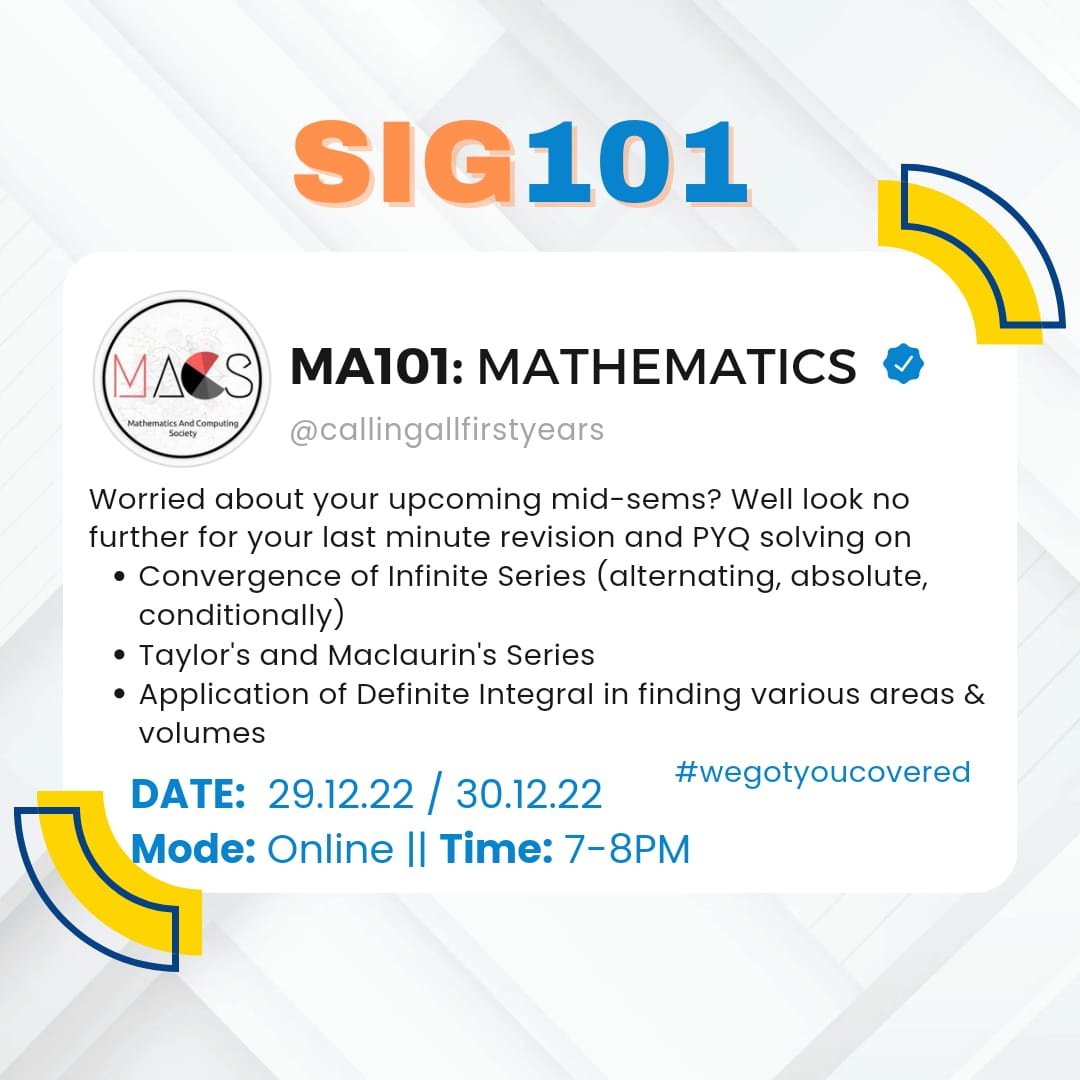 SIG101
MACS
Mathematics And Computing
Society
MA101: MATHEMATICS
@callingallfirstyears
Worried about your upcoming mid-sems? Well look no
further for your last minute revision and PYQ solving on
• Convergence of Infinite Series (alternating, absolute,
conditionally)
• Taylor's and Maclaurin's Series
• Application of Definite Integral in finding various areas &
volumes
#wegotyoucovered
DATE: 29.12.22 / 30.12.22
Mode: Online || Time: 7-8PM